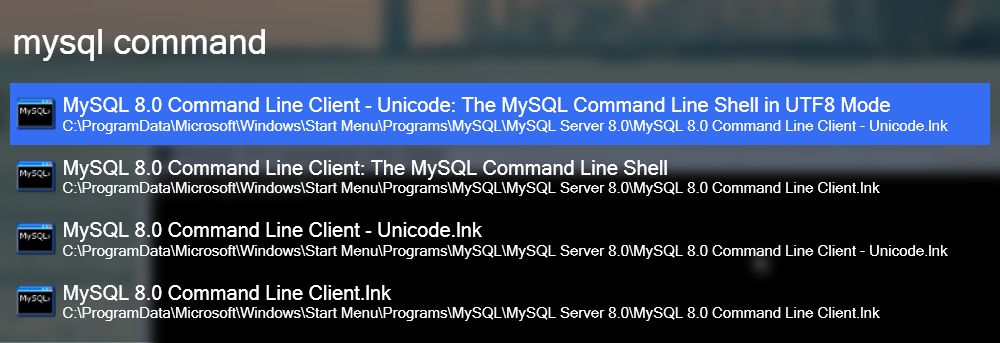 mysql command
MySQL 8.0 Command Line Client - Unicode: The MySQL Command Line Shell in UTF8 Mode
C:\ProgramData\Microsoft\Windows\Start Menu\Programs\MySQL\MySQL Server 8.0\MySQL 8.0 Command Line Client - Unicode.lnk
MySQL 8.0 Command Line Client: The MySQL Command Line Shell
C:\ProgramData\Microsoft\Windows\Start Menu\Programs\MySQL\MySQL Server 8.0\MySQL 8.0 Command Line Client.lnk
MySQL 8.0 Command Line Client - Unicode.lnk
C:\ProgramData\Microsoft\Windows\Start Menu\Programs\MySQL\MySQL Server 8.0\MySQL 8.0 Command Line Client - Unicode.lnk
MySQL 8.0 Command Line Client.lnk
C:\ProgramData\Microsoft\Windows\Start Menu\Programs\MySQL\MySQL Server 8.0\MySQL 8.0 Command Line Client.lnk